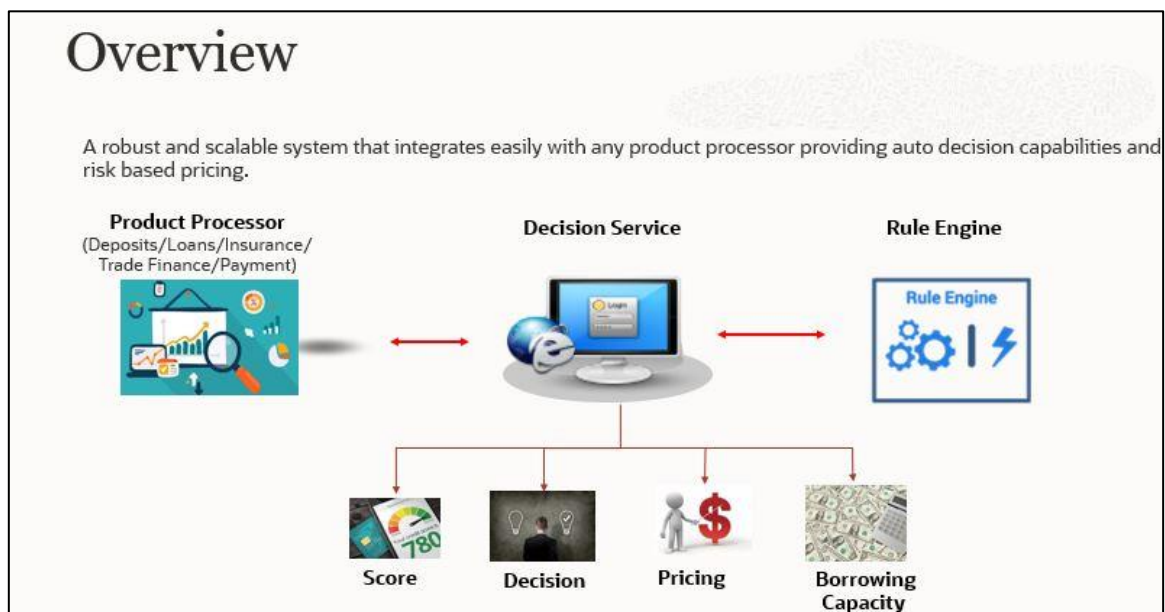 Overview
A robust and scalable system that integrates easily with any product processor providing auto decision capabilities and
risk based pricing.
Product Processor
(Deposits/Loans/Insurance/
Trade Finance/Payment)
Decision Service
Rule Engine
Login
Rule Engine
780
Score
Decision
Pricing
Borrowing
Capacity